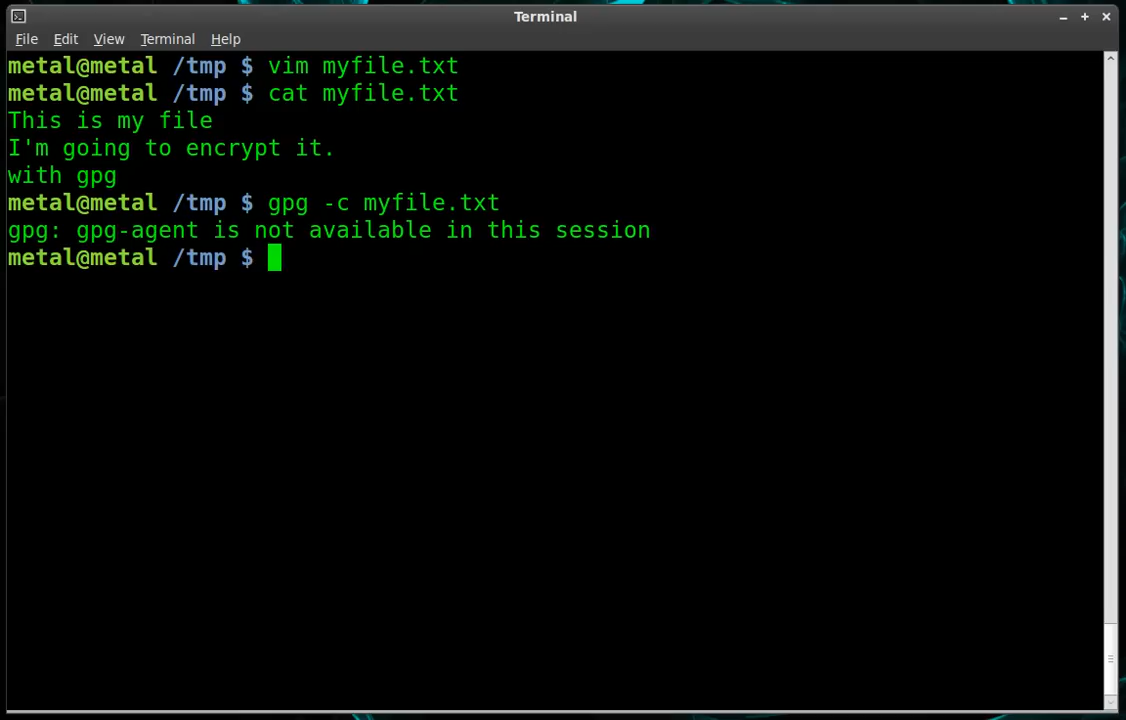 Terminal
File Edit View Terminal Help
metal@metal /tmp $ vim myfile.txt
metal@metal /tmp $ cat myfile.txt
This is my file
I'm going to encrypt it.
with gpg
metal@metal /tmp $ gpg -c myfile.txt
gpg: gpg-agent is not available in this session
metal@metal /tmp $